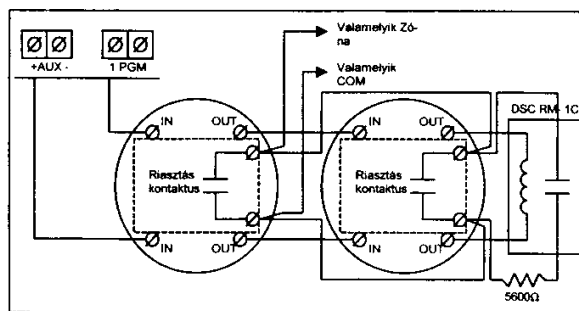 +AUX -
1 PGM
Valamelyik Zó-
na
Valamelyik
COM
DSC RM- 1C
IN
OUT
IN
OUT
Riasztás
kontaktus
Riasztás
kontaktus
IN
OUT
IN
OUT
5600Ω